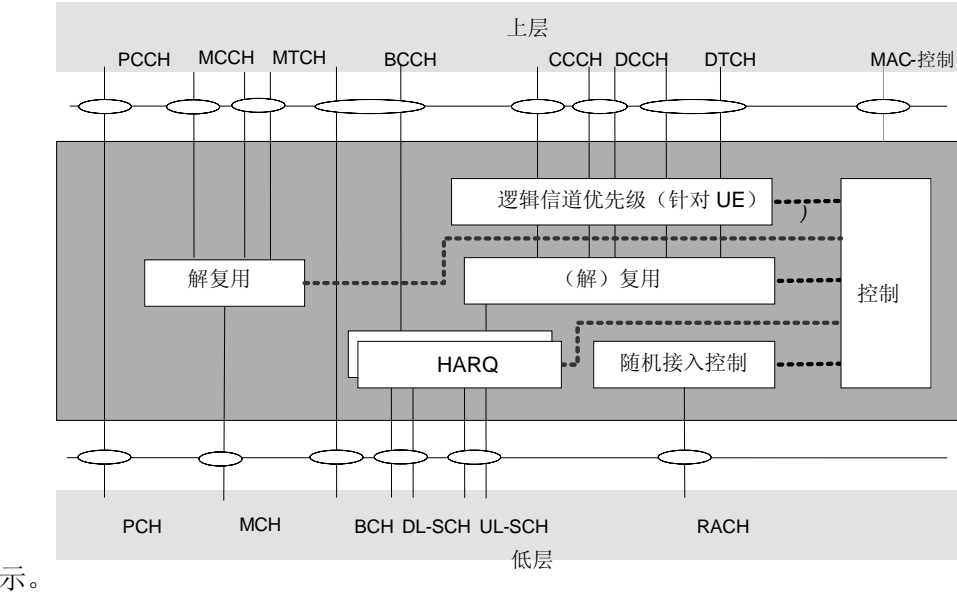 上层
PCCH MCCH MTCH BCCH CCCH DCCH DTCH MAC-控制
逻辑信道优先级（针对 UE）
)
解复用
（解）复用
控制
HARQ
随机接入控制
PCH MCH BCH DL-SCH UL-SCH RACH
低层
示。